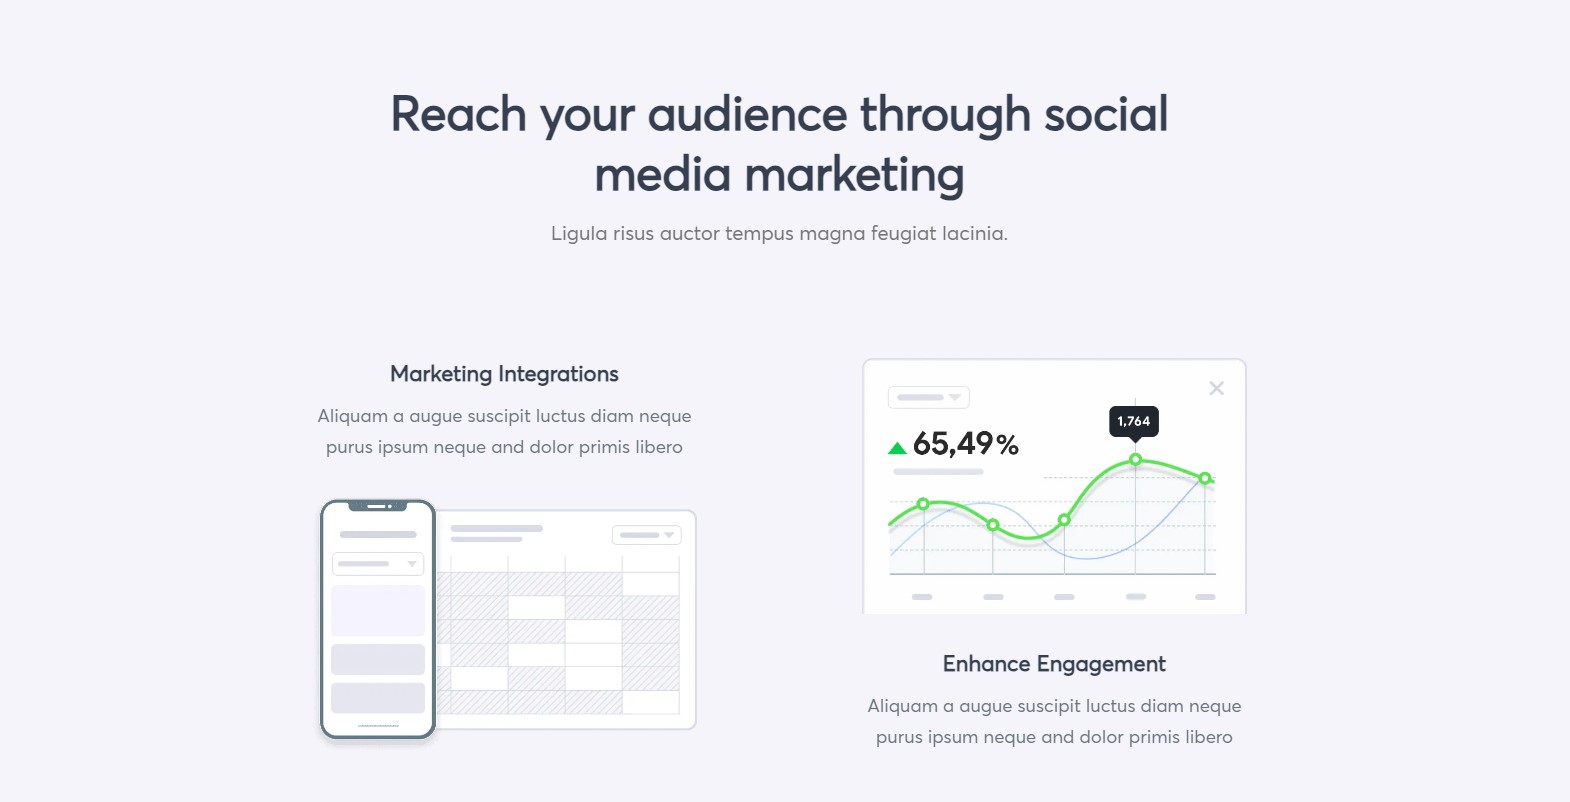 Reach your audience through social
media marketing
Ligula risus auctor tempus magna feugiat lacinia.
Marketing Integrations
Aliquam a augue suscipit luctus diam neque
purus ipsum neque and dolor primis libero
1,764
65,49%
Enhance Engagement
Aliquam a augue suscipit luctus diam neque
purus ipsum neque and dolor primis libero